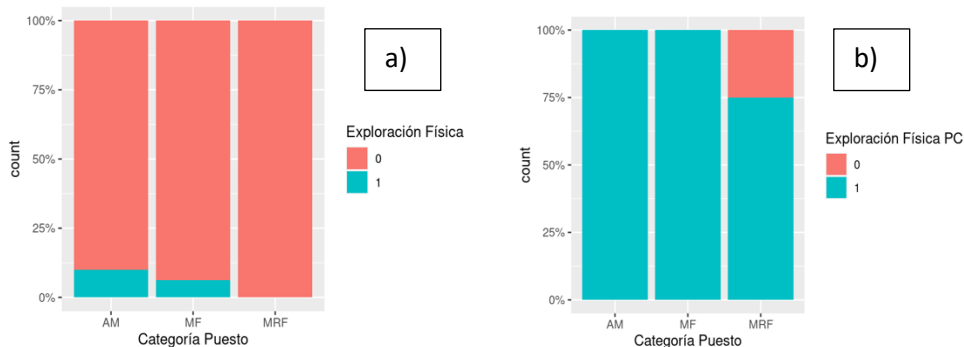 a)
100%
75%
50%
25%
0%
count
AM MF MRF
Categoría Puesto
Exploración Física
0
1
b)
100%
75%
50%
25%
0%
count
AM MF MRF
Categoría Puesto
Exploración Física PC
0
1